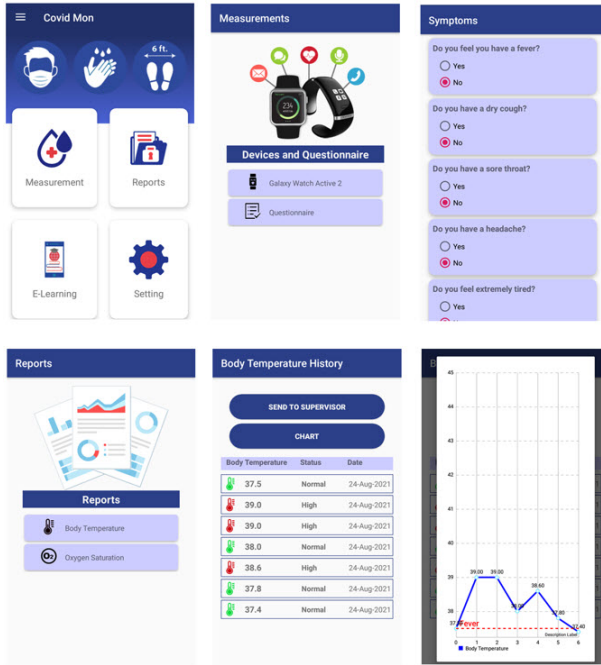 Covid Mon
6 ft.
Measurement
Reports
E-Learning
Setting
Measurements
234
Devices and Questionnaire
Galaxy Watch Active 2
Questionnaire
Symptoms
Do you feel you have a fever?
Yes
No
Do you have a dry cough?
Yes
No
Do you have a sore throat?
Yes
No
Do you have a headache?
Yes
No
Do you feel extremely tired?
Yes
Reports
Reports
Body Temperature
O₂ Oxygen Saturation
Body Temperature History
SEND TO SUPERVISOR
CHART
Body Temperature Status Date
37.5 Normal 24-Aug-2021
39.0 High 24-Aug-2021
39.0 High 24-Aug-2021
38.0 Normal 24-Aug-2021
38.6 High 24-Aug-2021
37.8 Normal 24-Aug-2021
37.4 Normal 24-Aug-2021
45
44
43
42
41
40
39
39.00 39.00
38.60
38
37.80
Fever
37.40
Description Label
0 1 2 3 4 5 6
Body Temperature